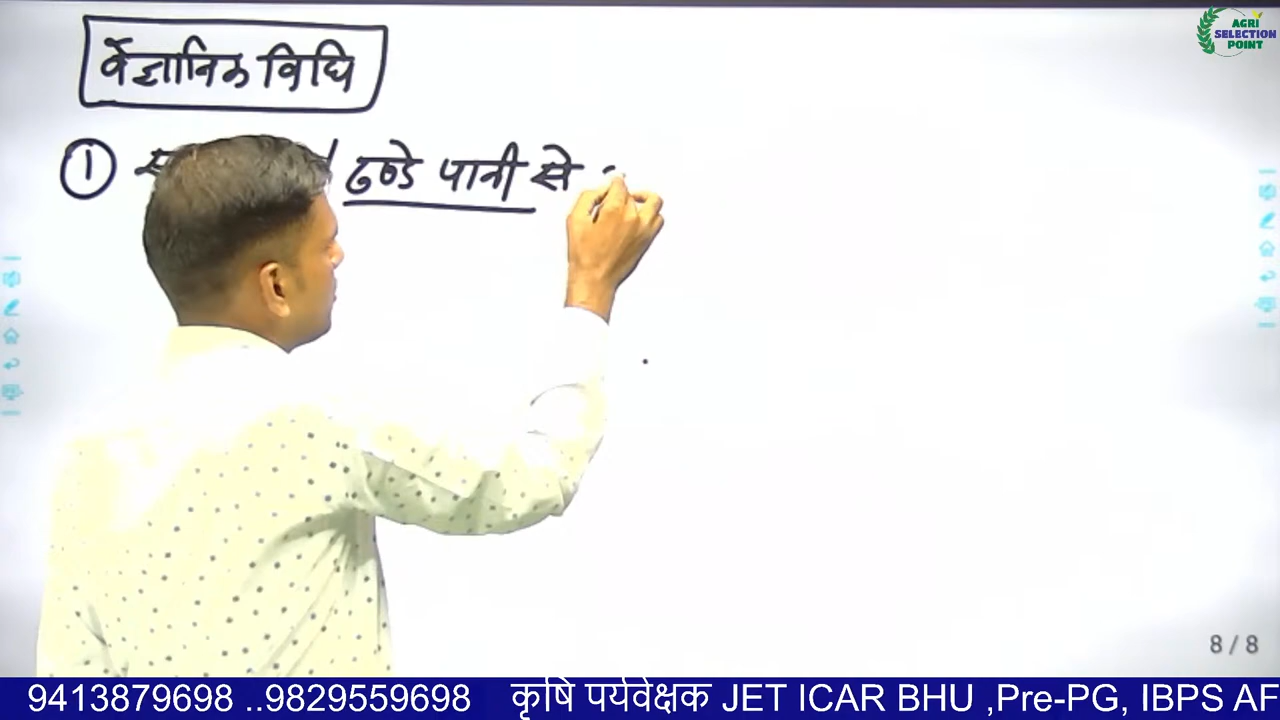 AGRI
SELECTION
POINT
वैज्ञानिक विधि
① ठण्डे पानी से
8 / 8
9413879698 ..9829559698 कृषि पर्यवेक्षक JET ICAR BHU ,Pre-PG, IBPS AF